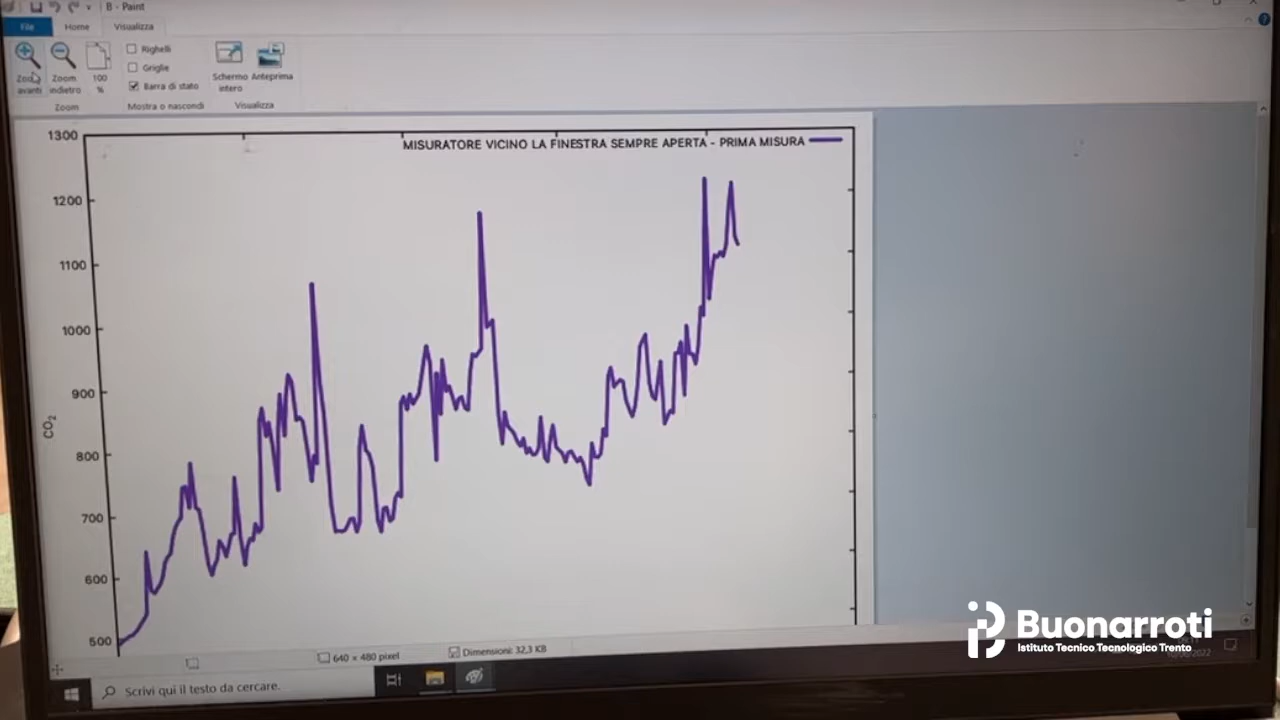 B - Paint
File Home Visualizza
Zoom avanti
Zoom indietro
100 %
Righelli
Griglie
Barra di stato
Schermo intero
Anteprima
Zoom
Mostra o nascondi
Visualizza
MISURATORE VICINO LA FINESTRA SEMPRE APERTA - PRIMA MISURA
1300
1200
1100
1000
900
800
700
600
500
CO2
640 × 480 pixel
Dimensioni: 32,3 KB
Scrivi qui il testo da cercare.
Buonarroti
Istituto Tecnico Tecnologico Trento